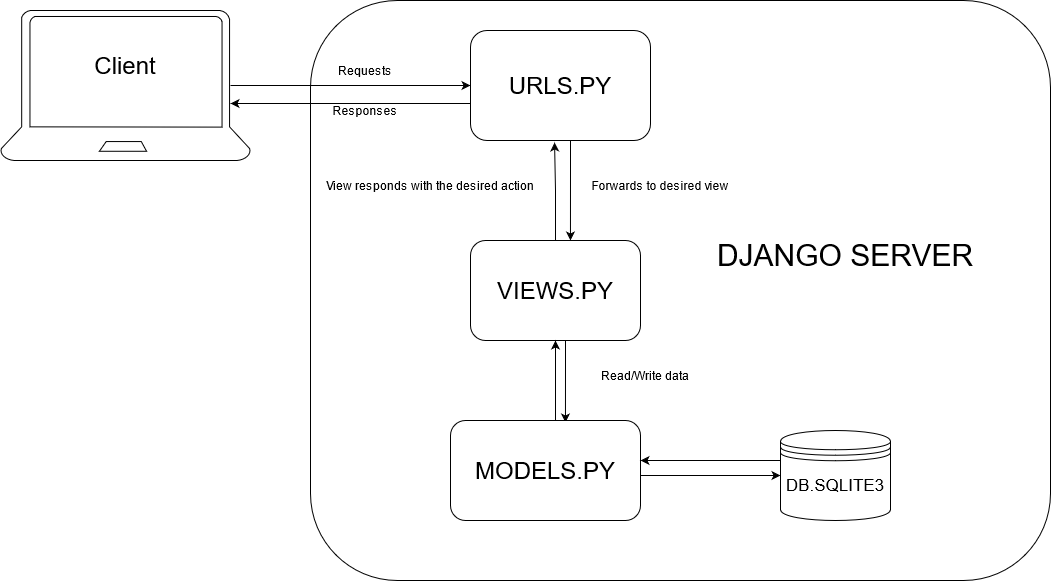 Client
Requests
Responses
URLS.PY
View responds with the desired action
Forwards to desired view
DJANGO SERVER
VIEWS.PY
Read/Write data
MODELS.PY
DB.SQLITE3